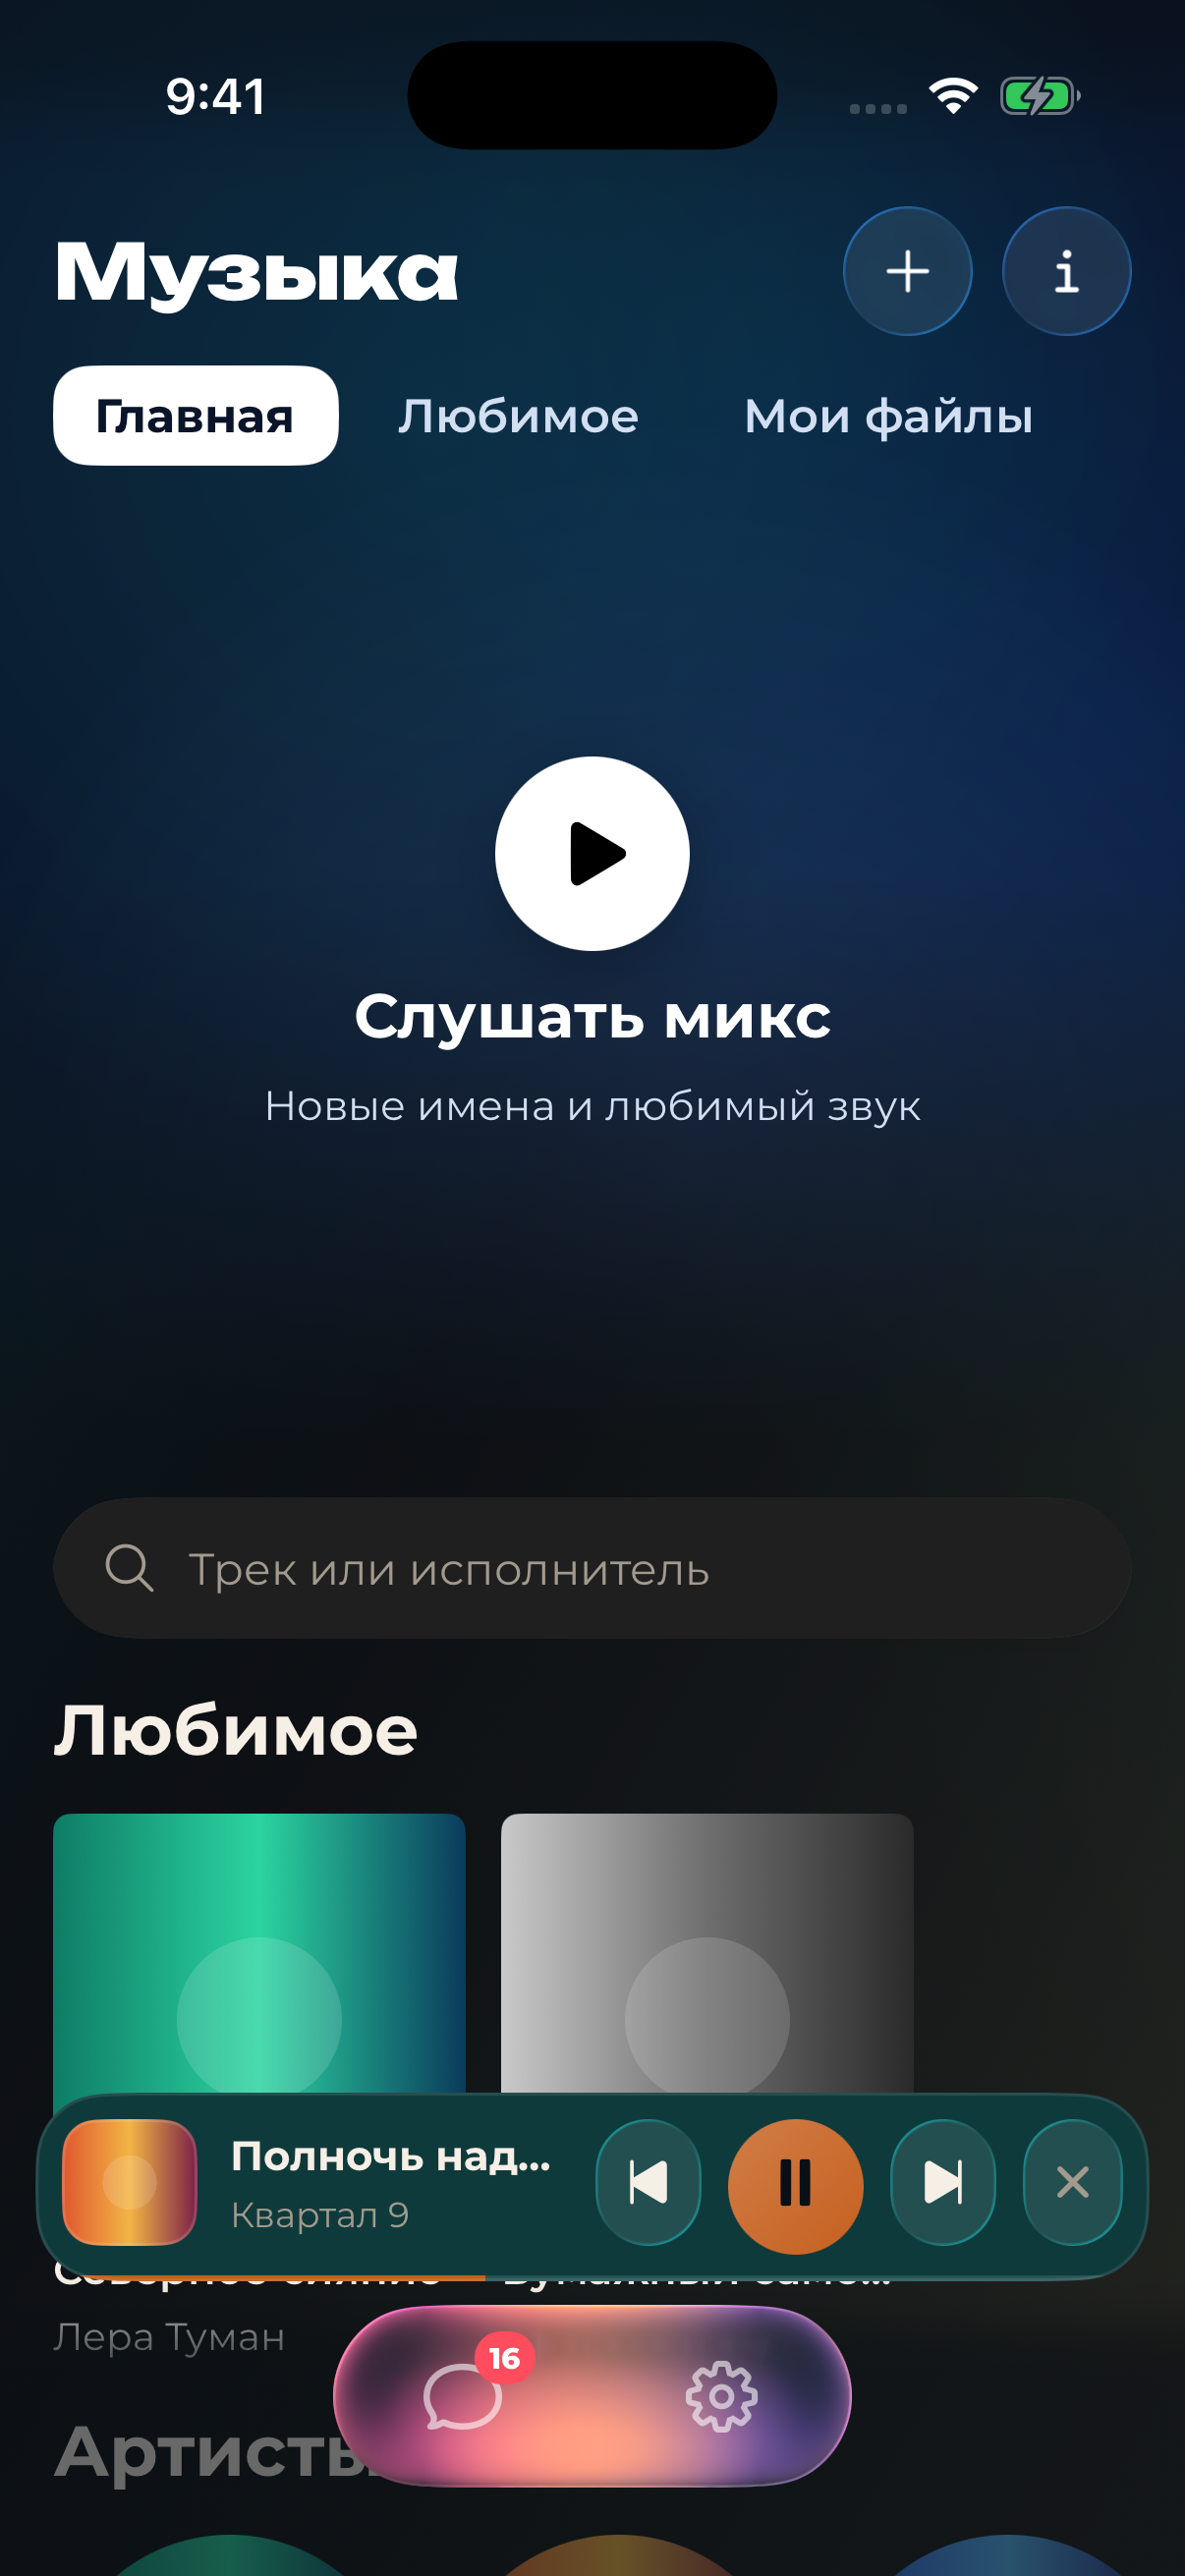 9:41
Музыка
Главная
Любимое
Мои файлы
Слушать микс
Новые имена и любимый звук
Трек или исполнитель
Любимое
Полночь над...
Квартал 9
Лера Туман
16
Артисты